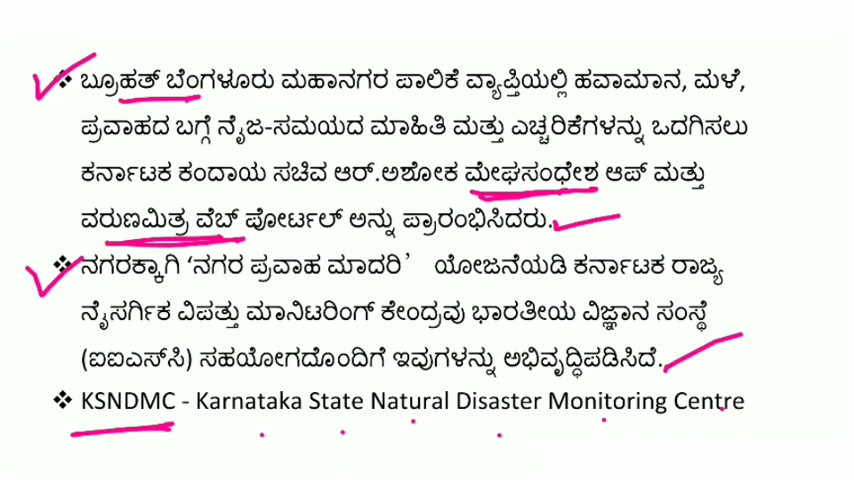 ❖ ಬ್ರೂಹತ್ ಬೆಂಗಳೂರು ಮಹಾನಗರ ಪಾಲಿಕೆ ವ್ಯಾಪ್ತಿಯಲ್ಲಿ ಹವಾಮಾನ, ಮಳೆ,
ಪ್ರವಾಹದ ಬಗ್ಗೆ ನೈಜ-ಸಮಯದ ಮಾಹಿತಿ ಮತ್ತು ಎಚ್ಚರಿಕೆಗಳನ್ನು ಒದಗಿಸಲು
ಕರ್ನಾಟಕ ಕಂದಾಯ ಸಚಿವ ಆರ್.ಅಶೋಕ ಮೇಘಸಂಧೇಶ ಆಪ್ ಮತ್ತು
ವರುಣಮಿತ್ರ ವೆಬ್ ಪೋರ್ಟಲ್ ಅನ್ನು ಪ್ರಾರಂಭಿಸಿದರು.
❖ ನಗರಕ್ಕಾಗಿ ‘ನಗರ ಪ್ರವಾಹ ಮಾದರಿ’ ಯೋಜನೆಯಡಿ ಕರ್ನಾಟಕ ರಾಜ್ಯ
ನೈಸರ್ಗಿಕ ವಿಪತ್ತು ಮಾನಿಟರಿಂಗ್ ಕೇಂದ್ರವು ಭಾರತೀಯ ವಿಜ್ಞಾನ ಸಂಸ್ಥೆ
(ಐಐಎಸ್‌ಸಿ) ಸಹಯೋಗದೊಂದಿಗೆ ಇವುಗಳನ್ನು ಅಭಿವೃದ್ಧಿಪಡಿಸಿದೆ.
❖ KSNDMC - Karnataka State Natural Disaster Monitoring Centre